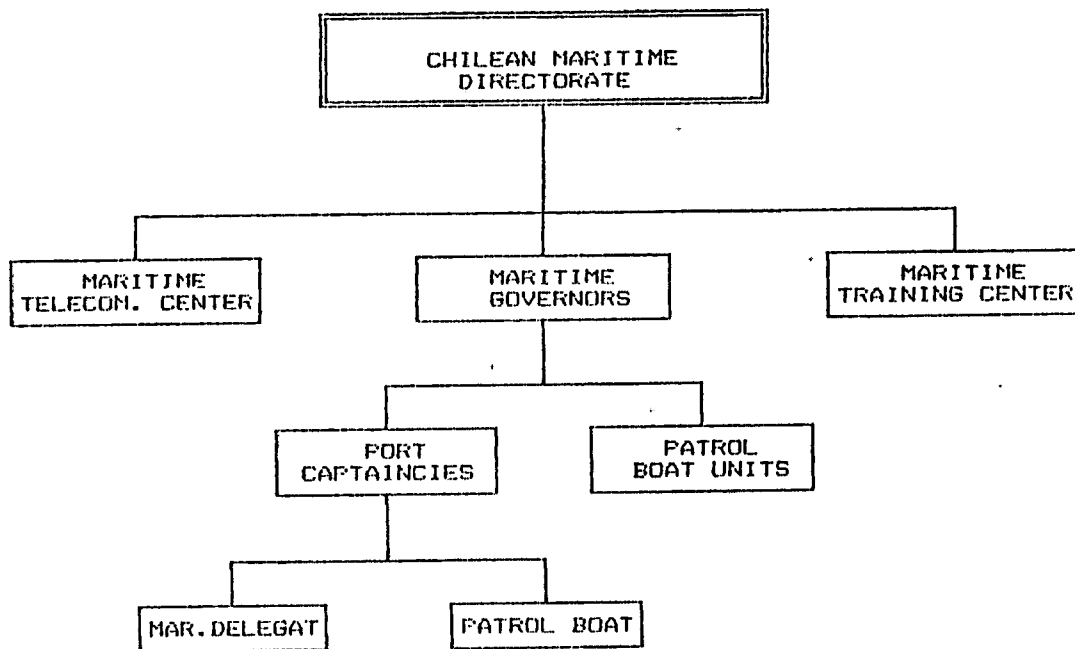 CHILEAN MARITIME
DIRECTORATE
MARITIME
TELECOM. CENTER
MARITIME
GOVERNORS
MARITIME
TRAINING CENTER
PORT
CAPTAINCIES
PATROL
BOAT UNITS
MAR.DELEGAT
PATROL BOAT